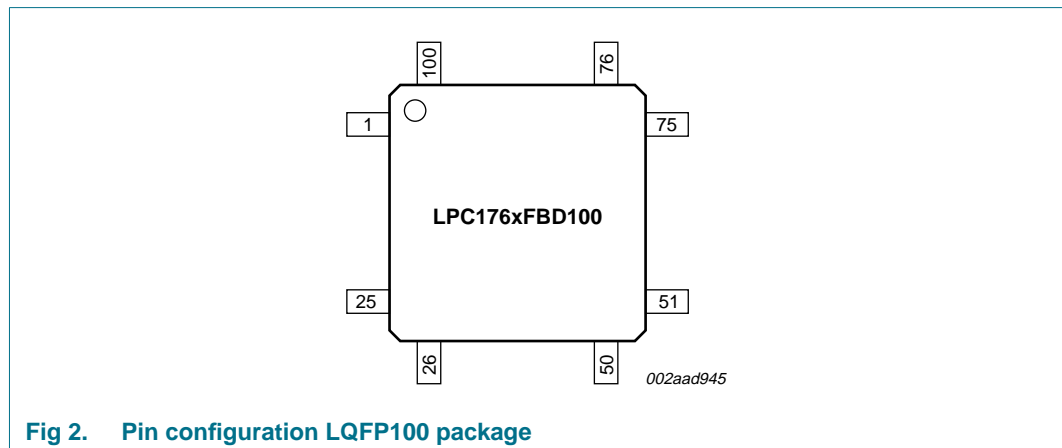 100 76
1 75
LPC176xFBD100
25 51
26 50
002aad945
Fig 2. Pin configuration LQFP100 package